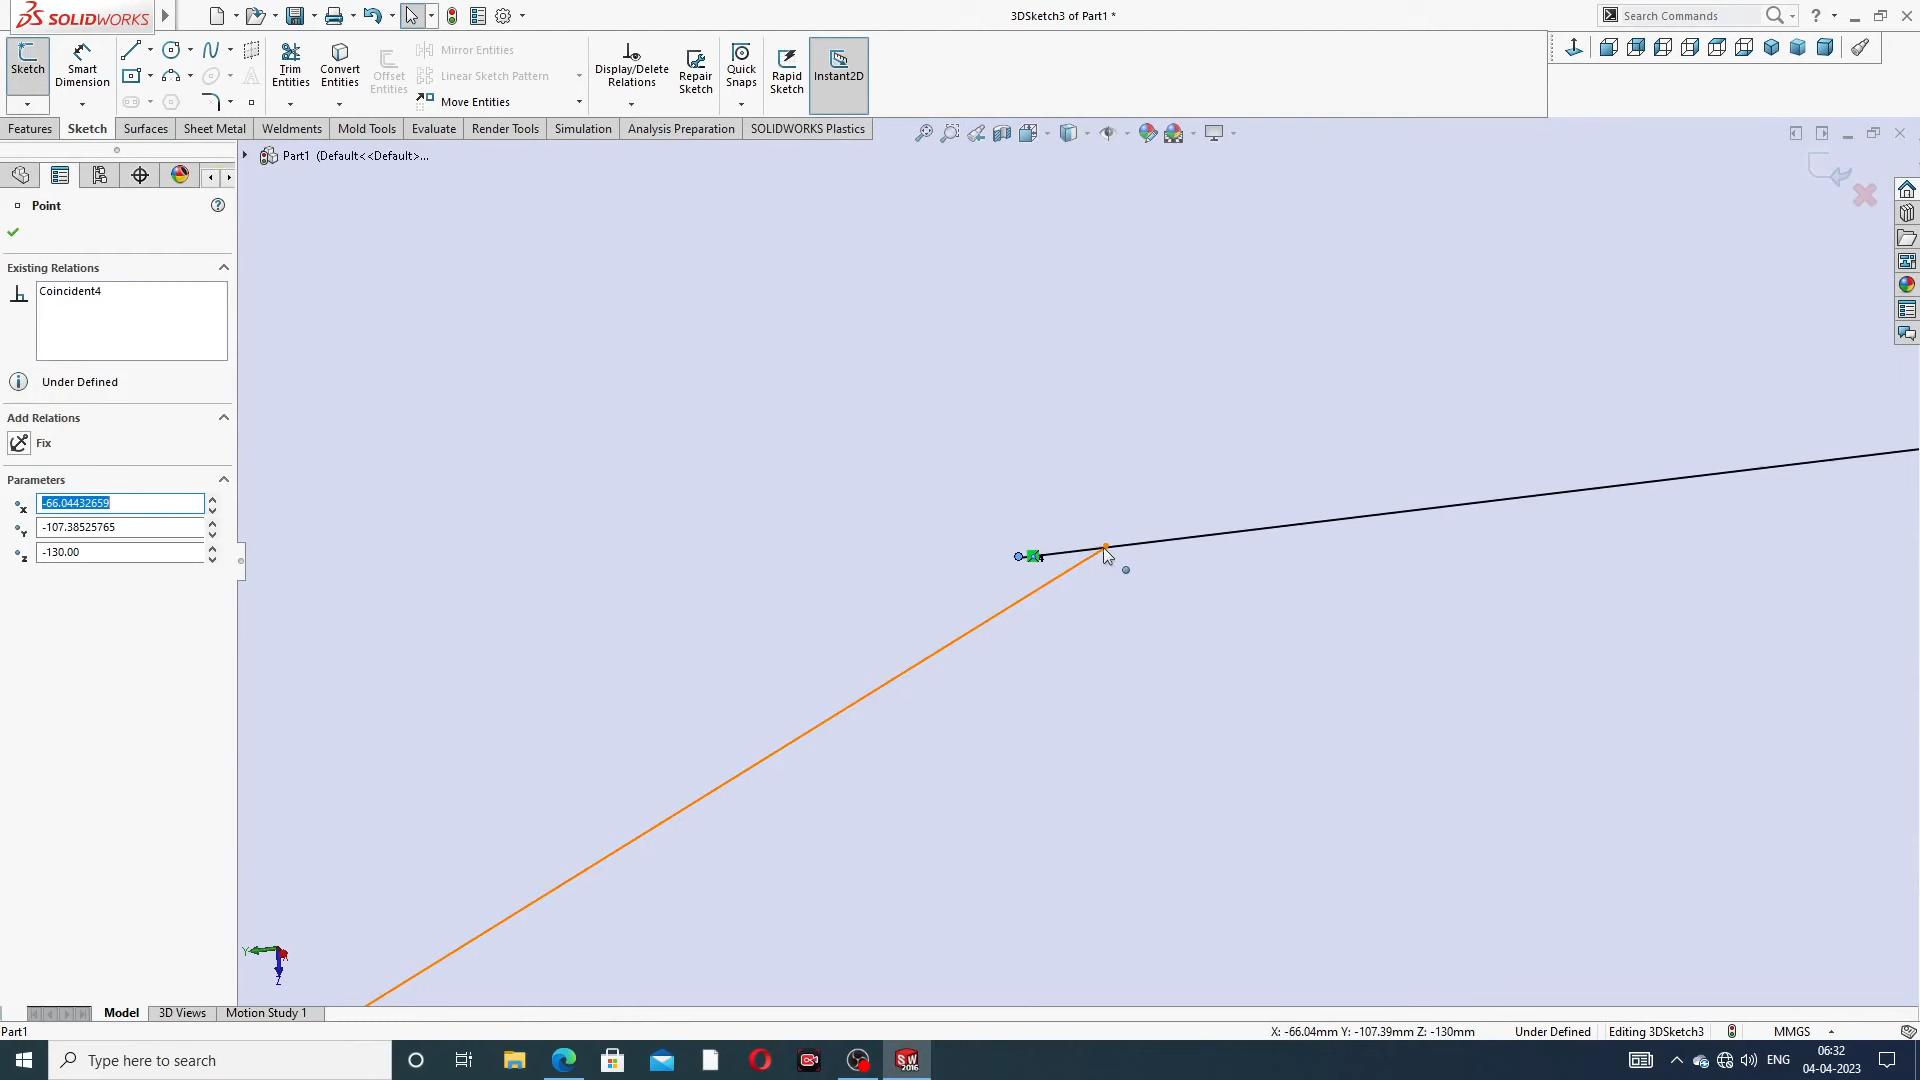 SOLIDWORKS
3DSketch3 of Part1 *
Search Commands
Sketch
Smart
Dimension
Trim
Entities
Convert
Entities
Offset
Entities
Mirror Entities
Linear Sketch Pattern
Move Entities
Display/Delete
Relations
Repair
Sketch
Quick
Snaps
Rapid
Sketch
Instant2D
Features
Sketch
Surfaces
Sheet Metal
Weldments
Mold Tools
Evaluate
Render Tools
Simulation
Analysis Preparation
SOLIDWORKS Plastics
Part1 (Default<<Default>...
Point
Existing Relations
Coincident4
Under Defined
Add Relations
Fix
Parameters
-66.04432659
-107.38525765
-130.00
Y
Z
Model
3D Views
Motion Study 1
Part1
X: -66.04mm Y: -107.39mm Z: -130mm
Under Defined
Editing 3DSketch3
MMGS
Type here to search
SW
2016
ENG
06:32
04-04-2023